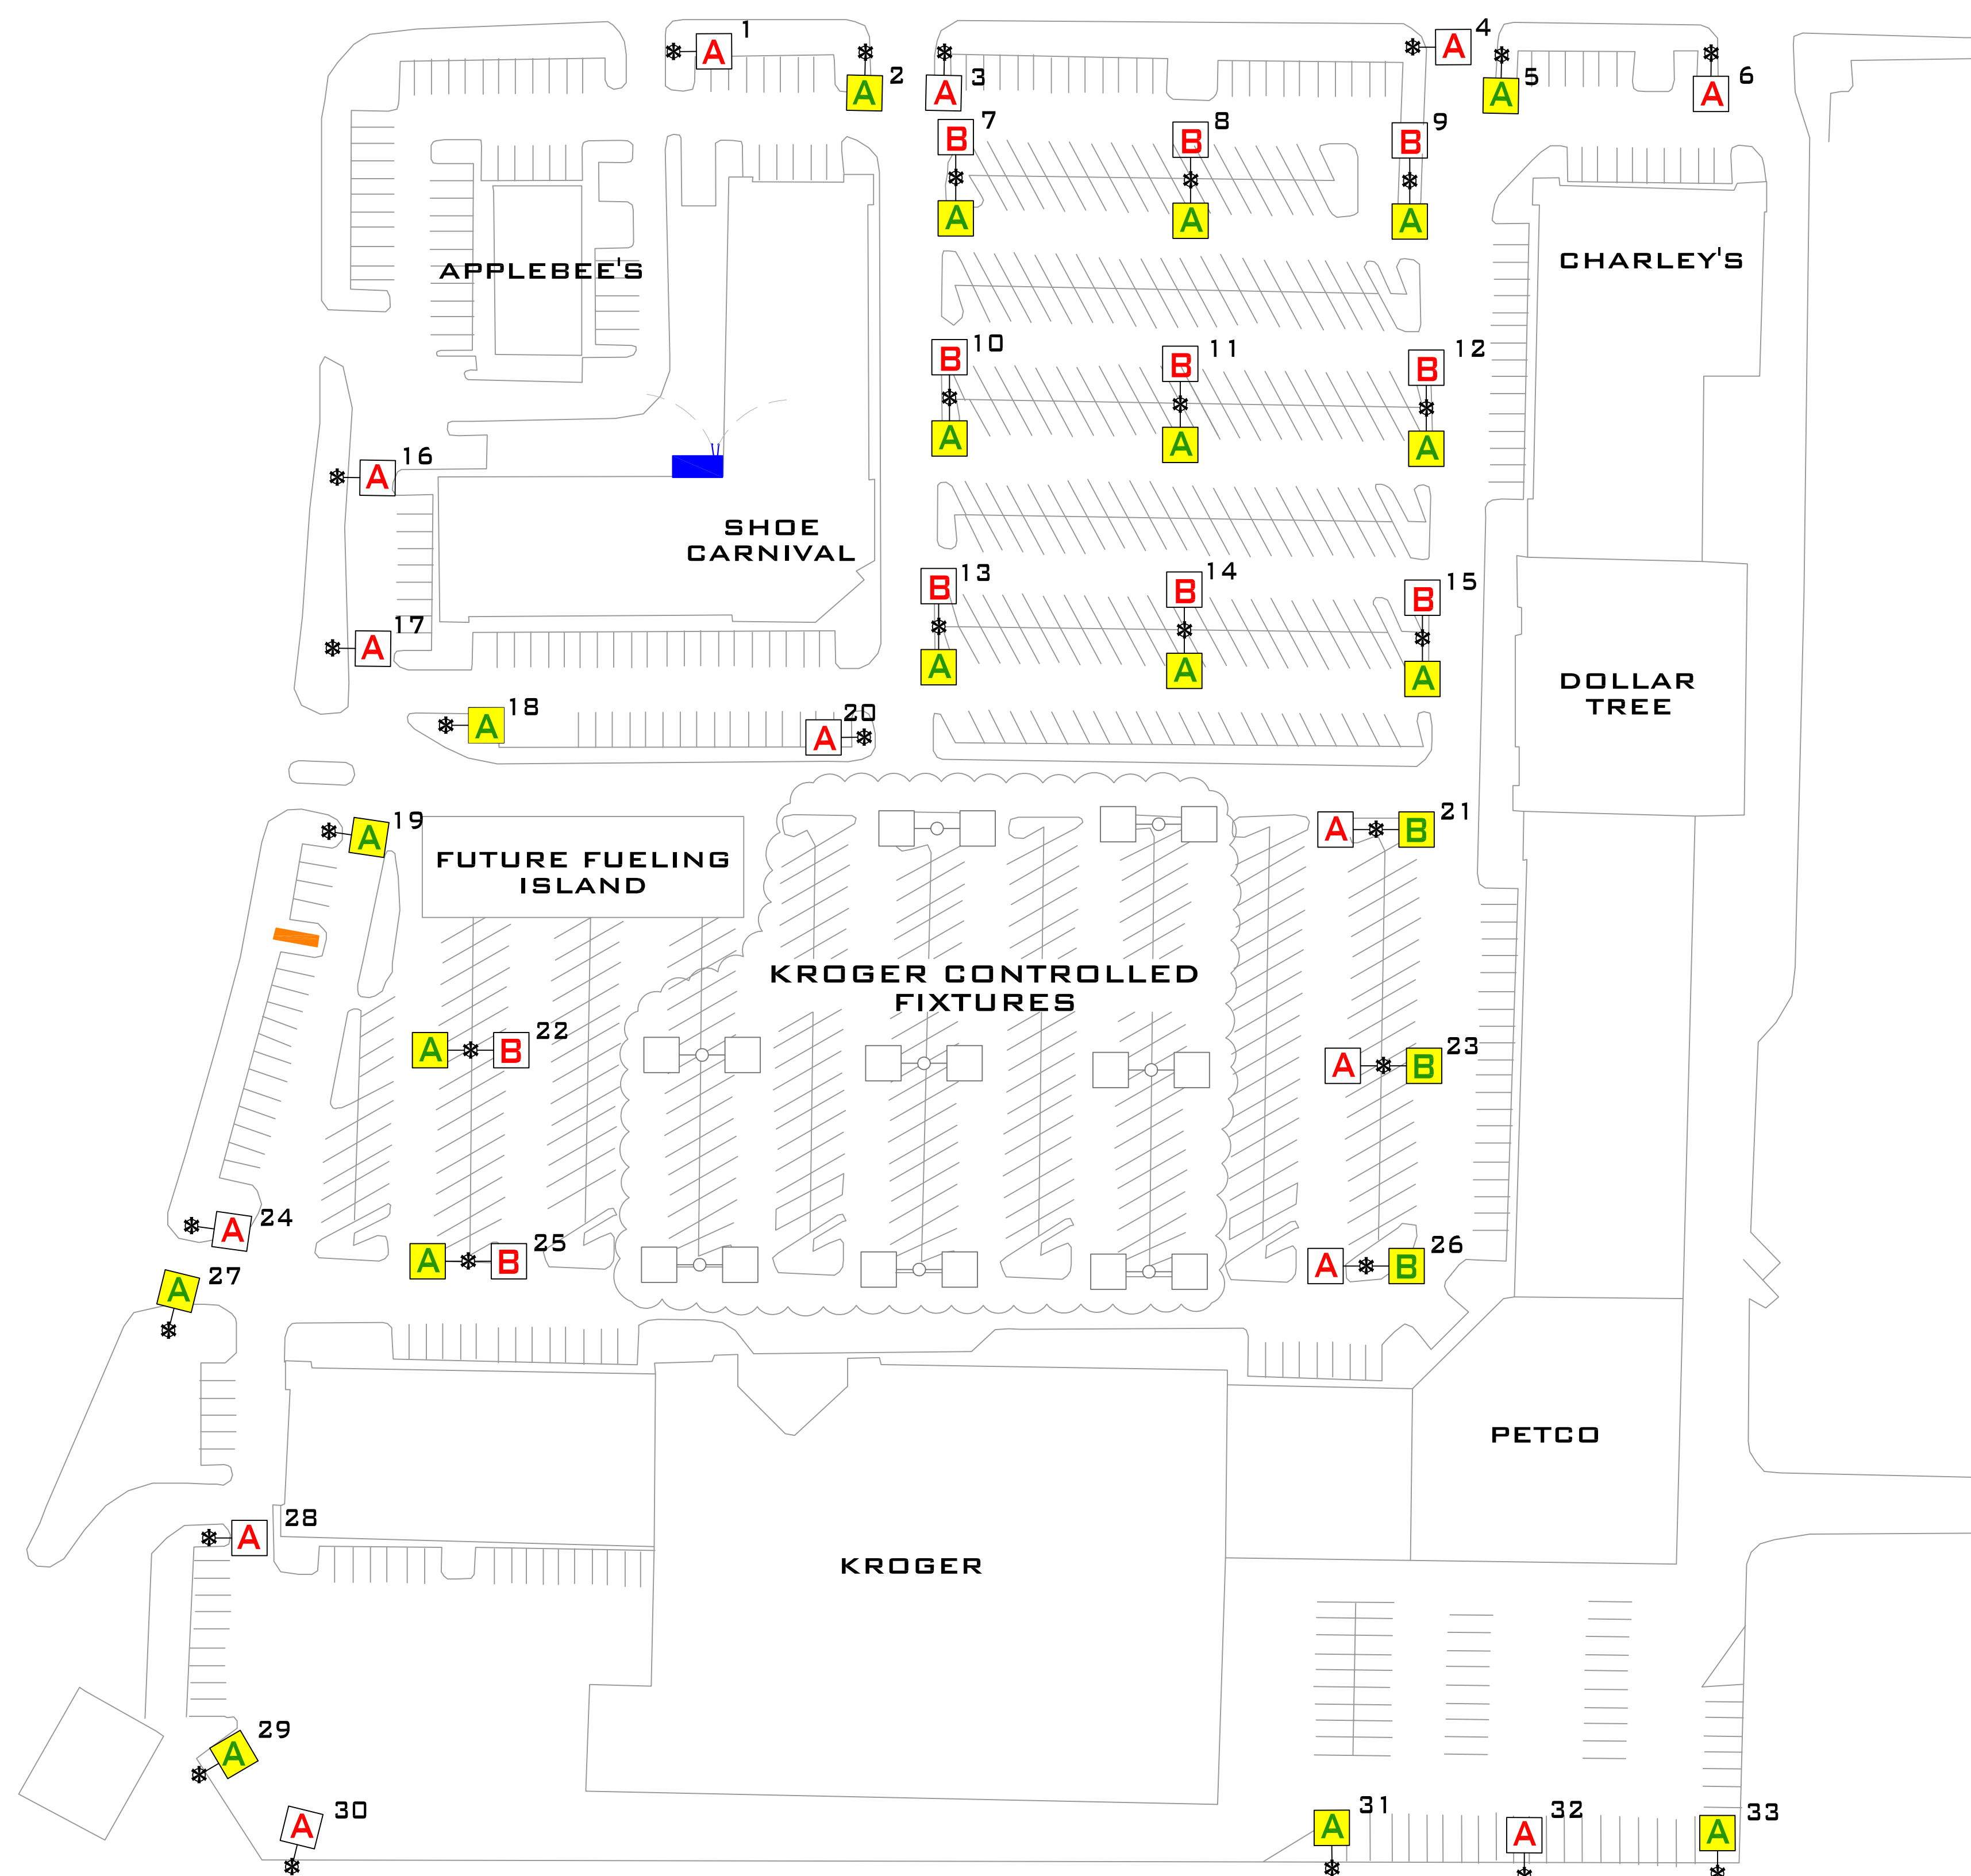 A 1
A 2
A 3
A 4
A 5
A 6
B 7
A
B 8
A
B 9
A
APPLEBEE'S
CHARLEY'S
B 10
A
B 11
A
B 12
A
A 16
SHOE
CARNIVAL
B 13
A
B 14
A
B 15
A
A 17
DOLLAR
TREE
A 18
A 20
A 19
A B 21
FUTURE FUELING
ISLAND
KROGER CONTROLLED
FIXTURES
A B 22
A B 23
A 24
A B 25
A B 26
A 27
PETCO
A 28
KROGER
A 29
A 30
A 31
A 32
A 33